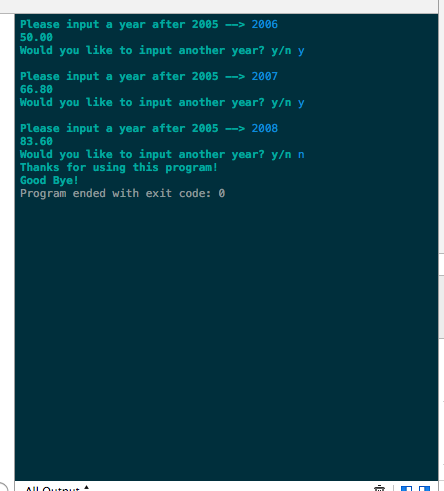 Please input a year after 2005 --> 2006
50.00
Would you like to input another year? y/n y
Please input a year after 2005 --> 2007
66.80
Would you like to input another year? y/n y
Please input a year after 2005 --> 2008
83.60
Would you like to input another year? y/n n
Thanks for using this program!
Good Bye!
Program ended with exit code: 0
All Output